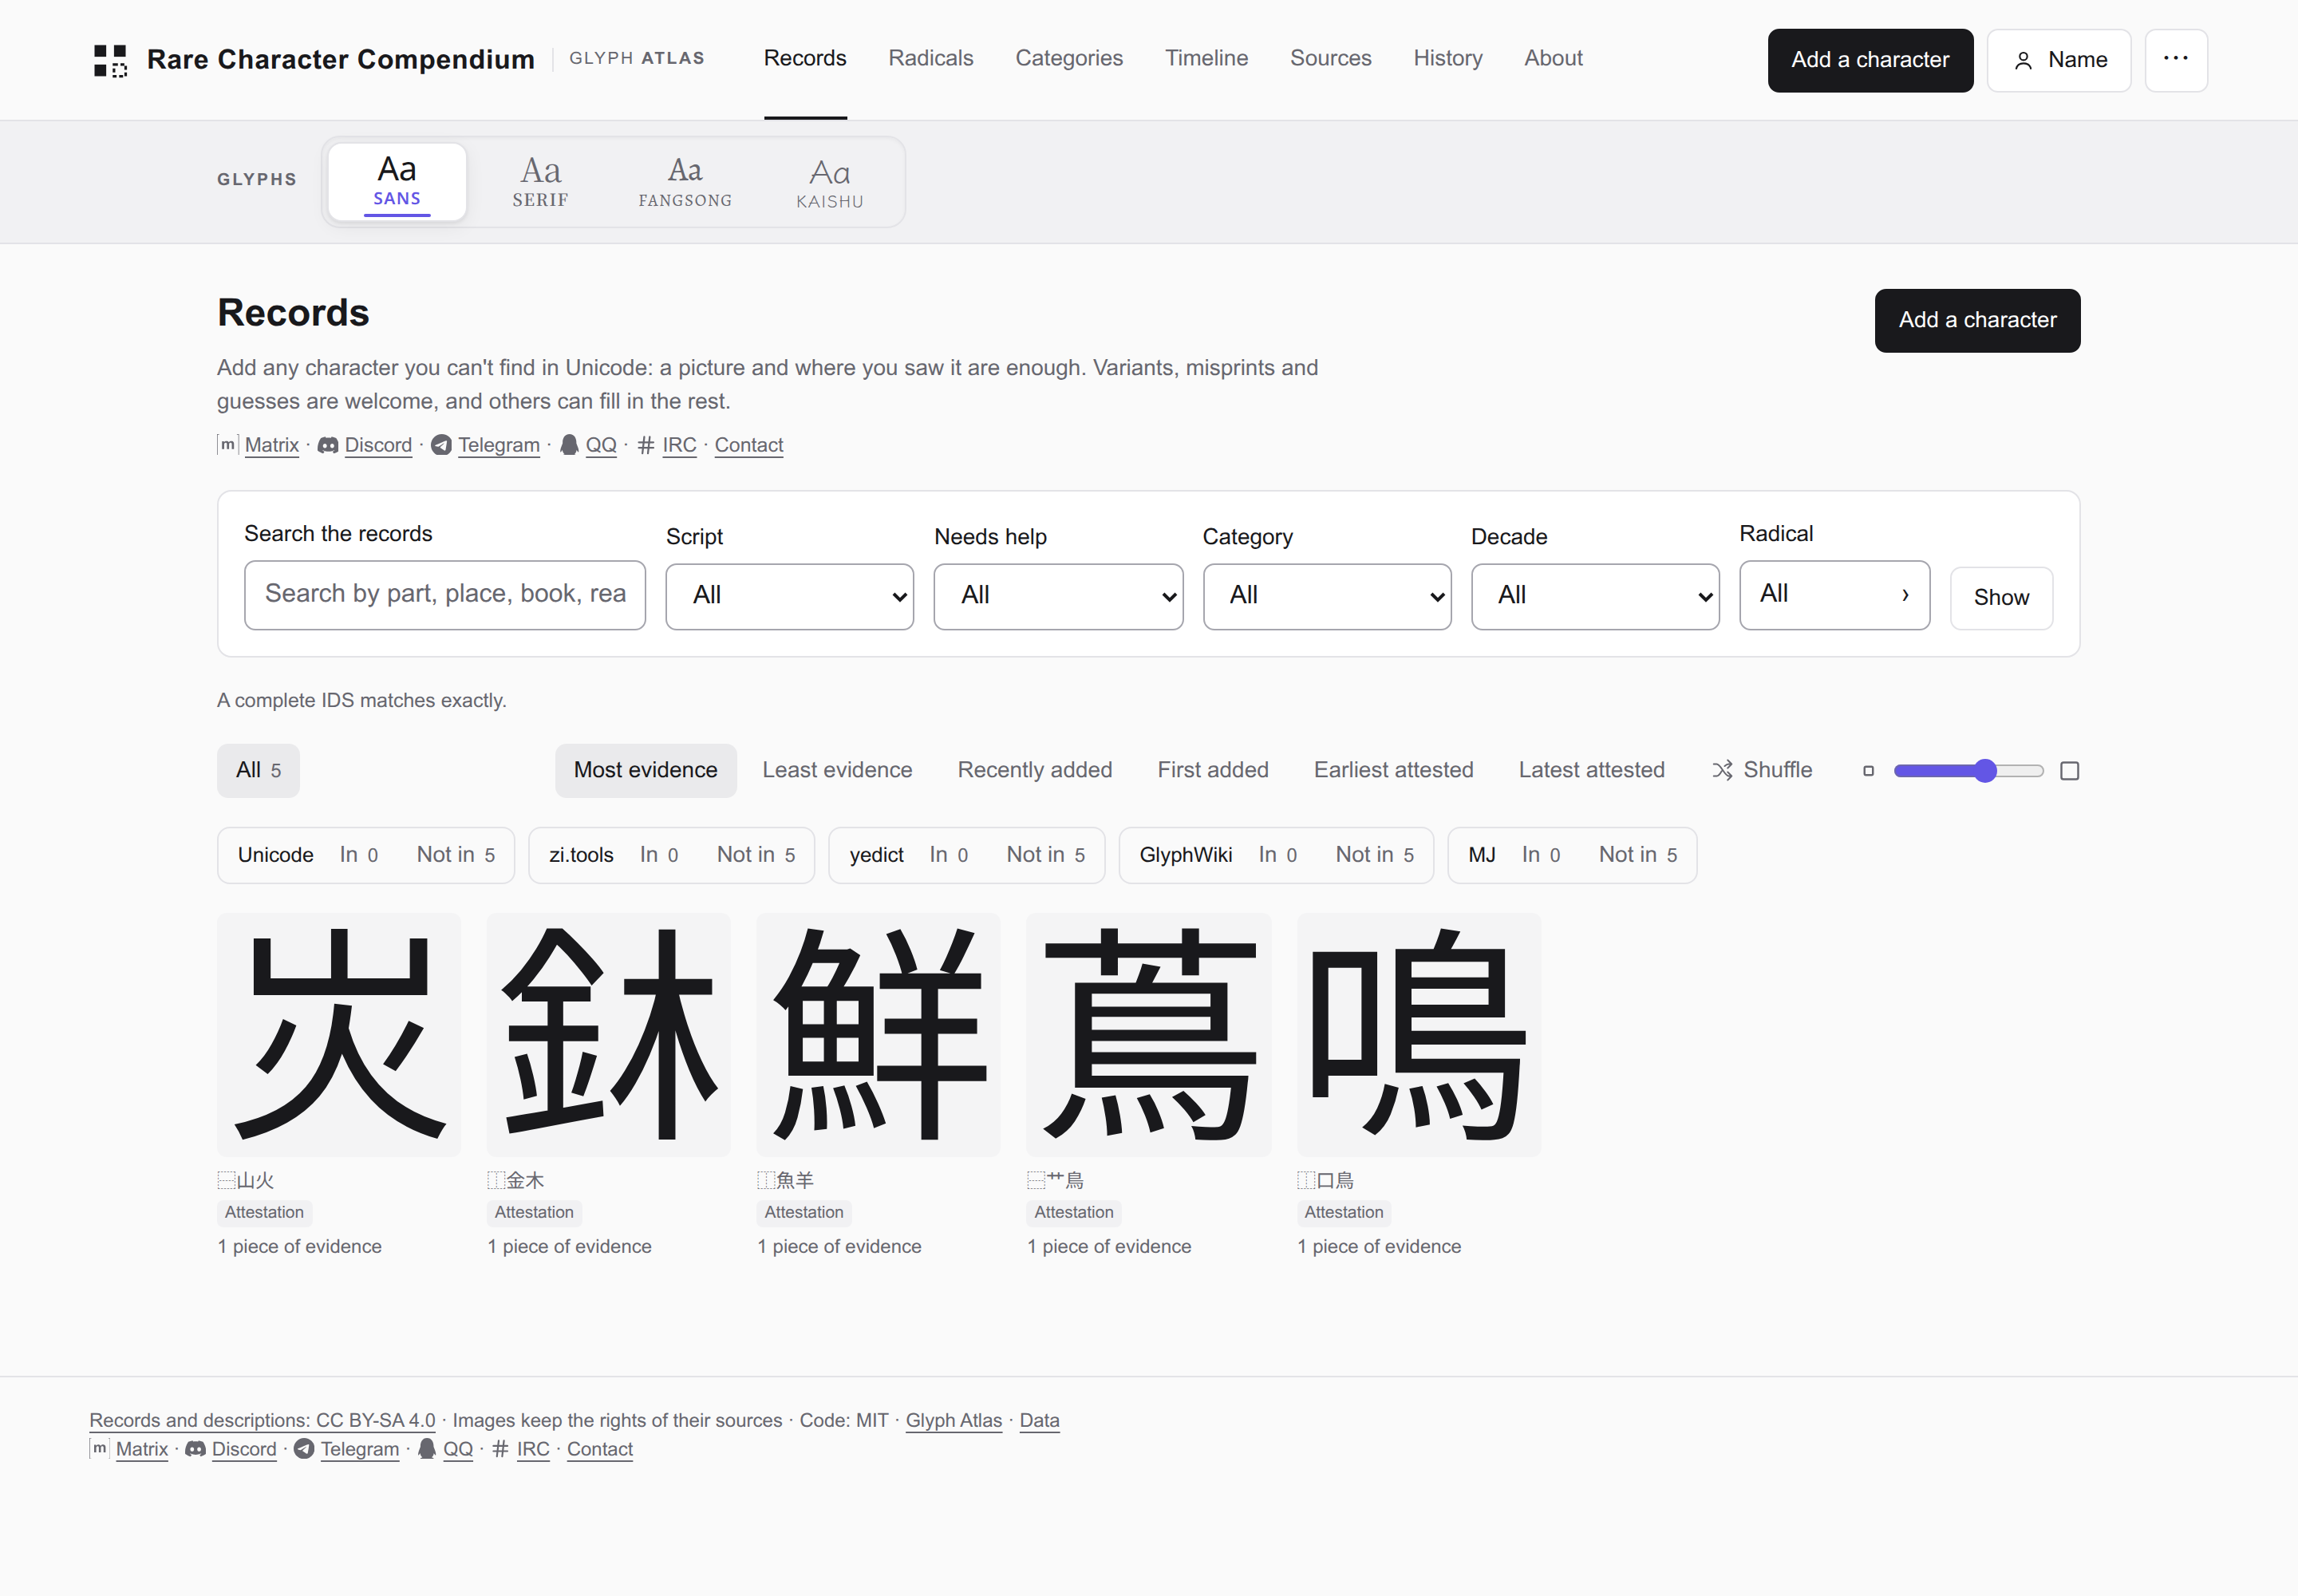 Rare Character Compendium GLYPH ATLAS Records Radicals Categories Timeline Sources History About Add a character Name ...
GLYPHS Aa SANS Aa SERIF Aa FANGSONG Aa KAISHU
Records Add a character
Add any character you can't find in Unicode: a picture and where you saw it are enough. Variants, misprints and
guesses are welcome, and others can fill in the rest.
[m] Matrix · Discord · Telegram · QQ · # IRC · Contact
Search the records Script Needs help Category Decade Radical
Search by part, place, book, rea All All All All All › Show
A complete IDS matches exactly.
All 5 Most evidence Least evidence Recently added First added Earliest attested Latest attested Shuffle
Unicode In 0 Not in 5 zi.tools In 0 Not in 5 yedict In 0 Not in 5 GlyphWiki In 0 Not in 5 MJ In 0 Not in 5
⿱山火 ⿰金木 ⿰魚羊 ⿱艹鳥 ⿰口鳥
⿱山火 ⿰金木 ⿰魚羊 ⿱艹鳥 ⿰口鳥
Attestation Attestation Attestation Attestation Attestation
1 piece of evidence 1 piece of evidence 1 piece of evidence 1 piece of evidence 1 piece of evidence
Records and descriptions: CC BY-SA 4.0 · Images keep the rights of their sources · Code: MIT · Glyph Atlas · Data
[m] Matrix · Discord · Telegram · QQ · # IRC · Contact